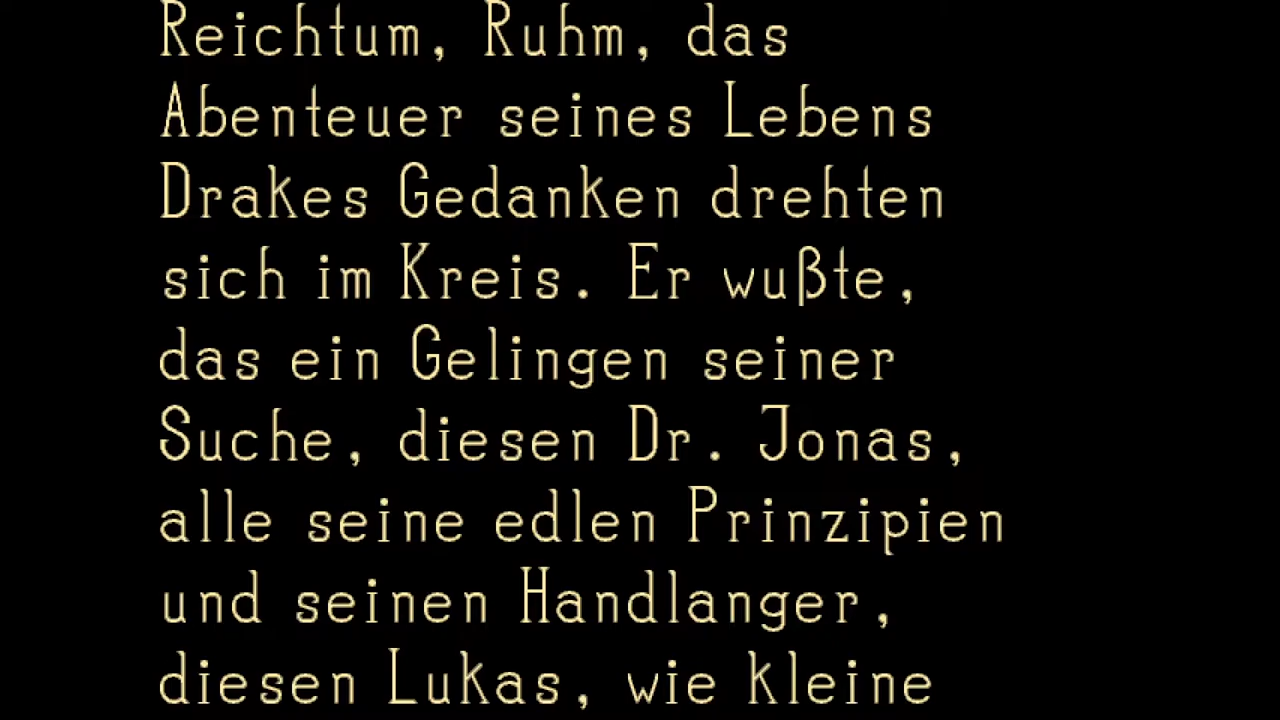 Reichtum, Ruhm, das
Abenteuer seines Lebens
Drakes Gedanken drehten
sich im Kreis. Er wußte,
das ein Gelingen seiner
Suche, diesen Dr. Jonas,
alle seine edlen Prinzipien
und seinen Handlanger,
diesen Lukas, wie kleine